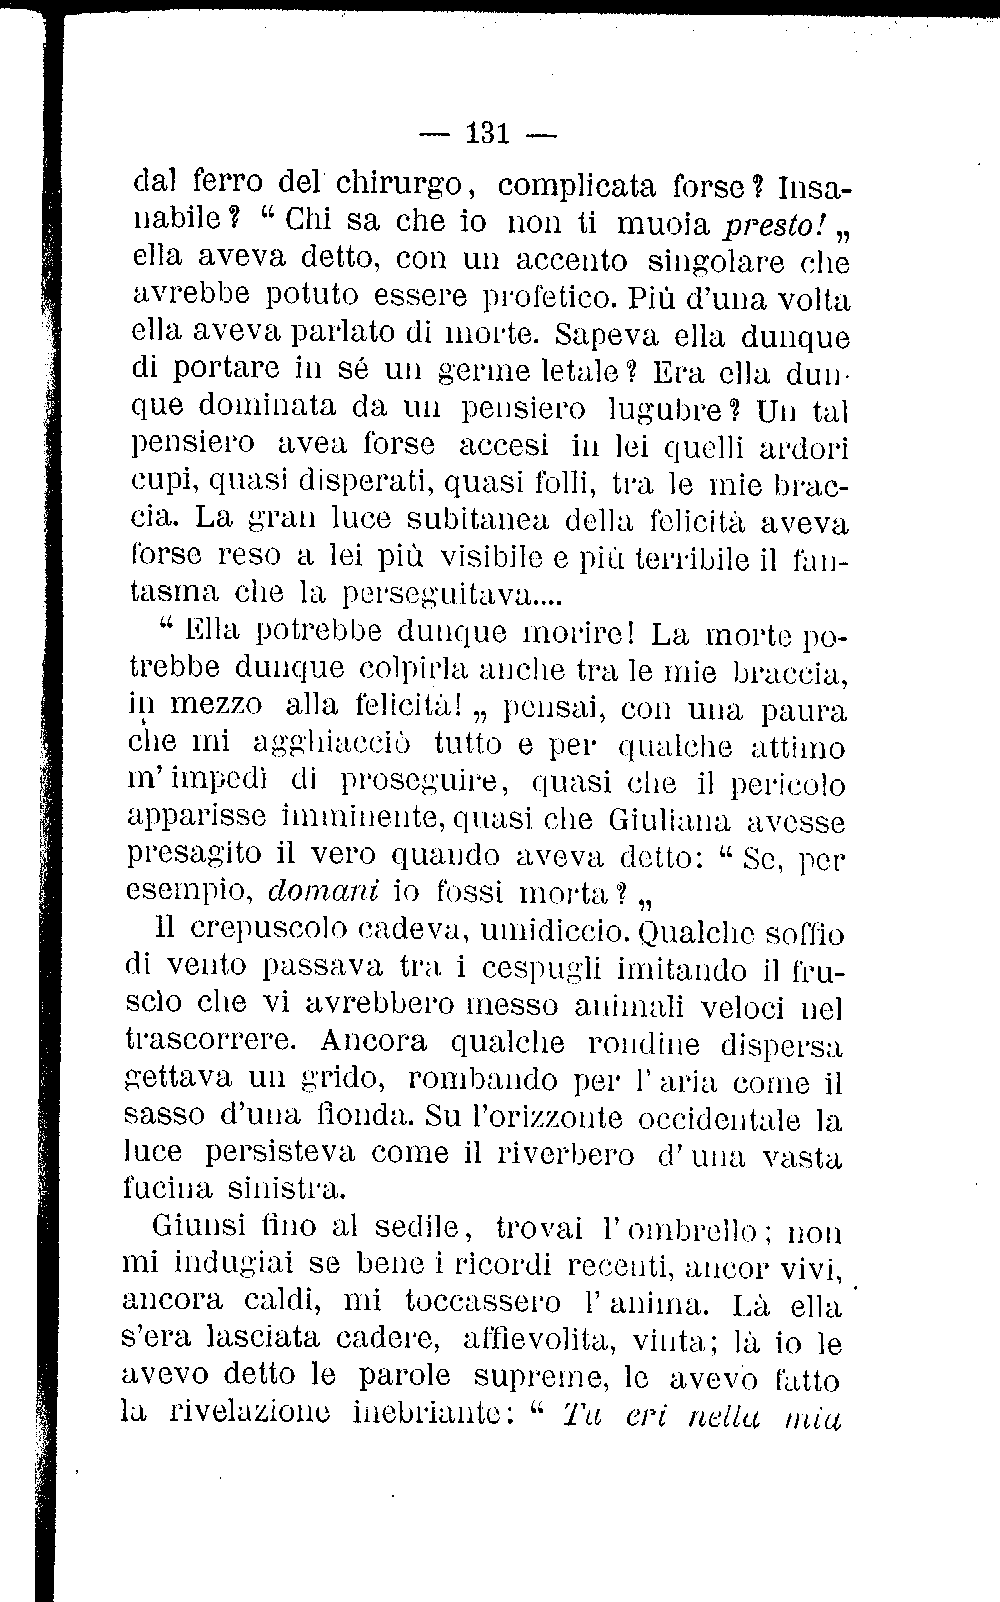 — 131 —
dal ferro del chirurgo, complicata forse? Insa-
nabile? “ Chi sa che io non ti muoia presto! „
ella aveva detto, con un accento singolare che
avrebbe potuto essere profetico. Più d'una volta
ella aveva parlato di morte. Sapeva ella dunque
di portare in sé un germe letale? Era ella dun-
que dominata da un pensiero lugubre? Un tal
pensiero avea forse accesi in lei quelli ardori
cupi, quasi disperati, quasi folli, tra le mie brac-
cia. La gran luce subitanea della felicità aveva
forse reso a lei più visibile e più terribile il fan-
tasma che la perseguitava....
“ Ella potrebbe dunque morire! La morte po-
trebbe dunque colpirla anche tra le mie braccia,
in mezzo alla felicità! „ pensai, con una paura
che mi agghiacciò tutto e per qualche attimo
m' impedì di proseguire, quasi che il pericolo
apparisse imminente, quasi che Giuliana avesse
presagito il vero quando aveva detto: “ Se, per
esempio, domani io fossi morta? „
Il crepuscolo cadeva, umidiccio. Qualche soffio
di vento passava tra i cespugli imitando il fru-
scìo che vi avrebbero messo animali veloci nel
trascorrere. Ancora qualche rondine dispersa
gettava un grido, rombando per l' aria come il
sasso d'una fionda. Su l'orizzonte occidentale la
luce persisteva come il riverbero d' una vasta
fucina sinistra.
Giunsi fino al sedile, trovai l' ombrello; non
mi indugiai se bene i ricordi recenti, ancor vivi,
ancora caldi, mi toccassero l' anima. Là ella
s'era lasciata cadere, affievolita, vinta; là io le
avevo detto le parole supreme, le avevo fatto
la rivelazione inebriante: “ Tu eri nella mia